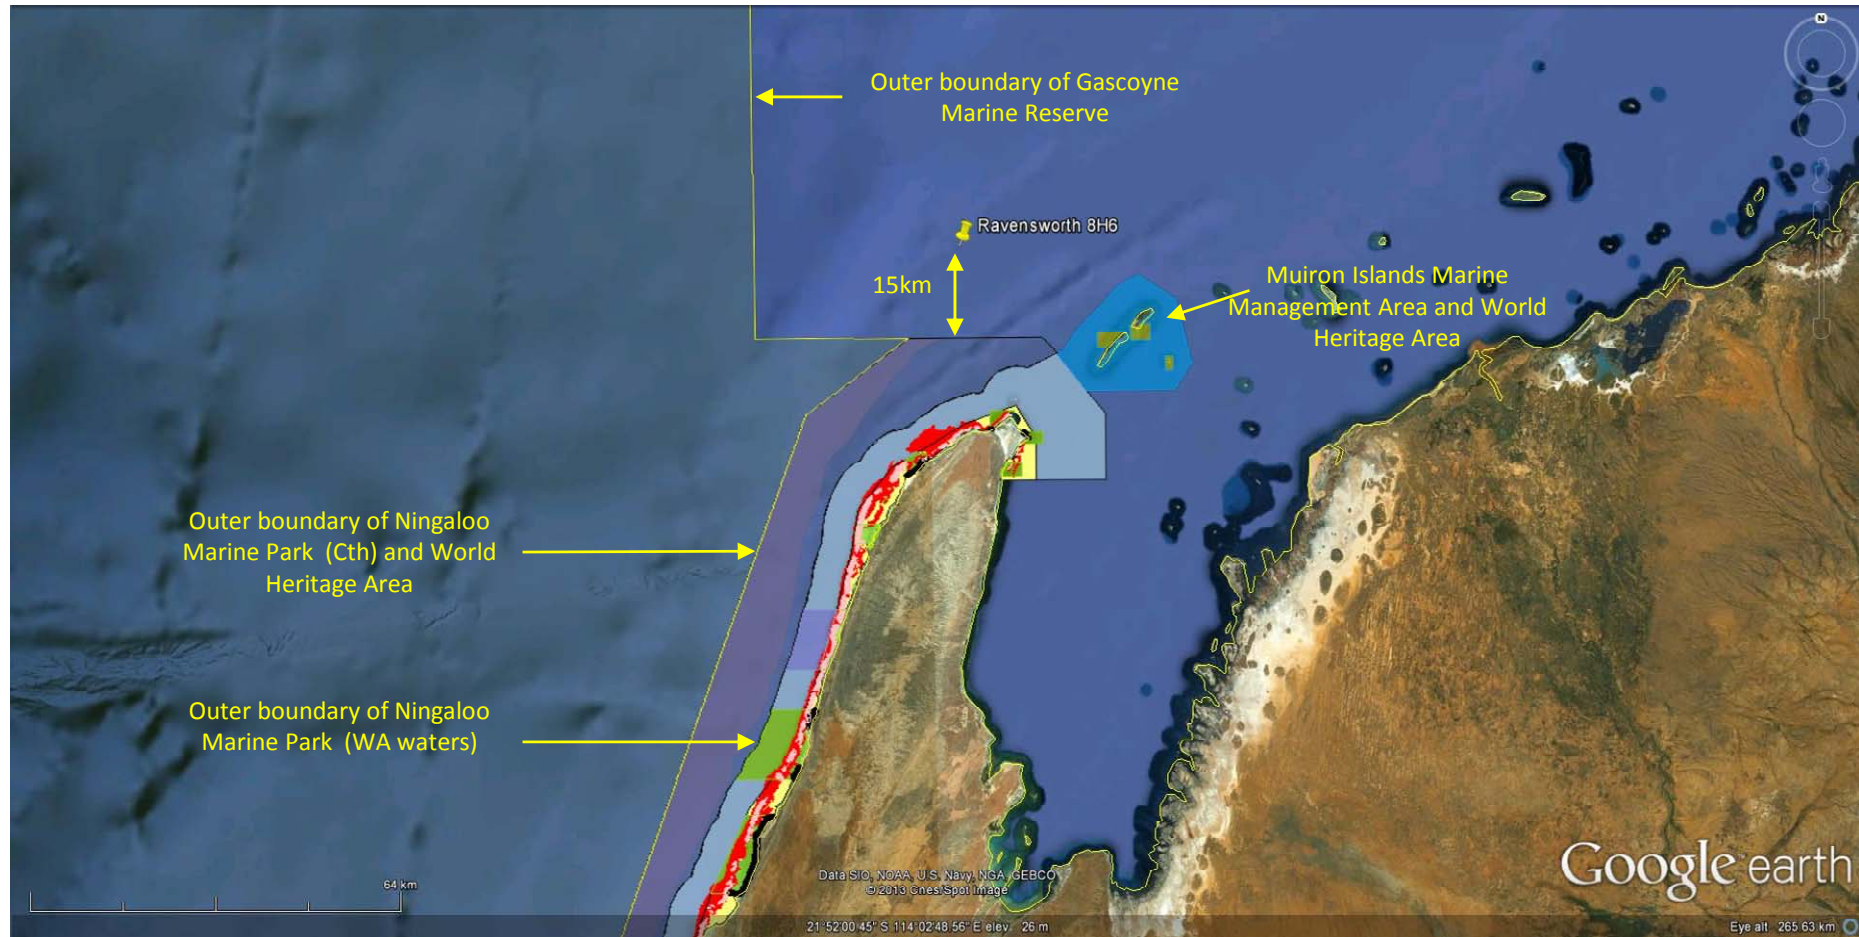 N
Outer boundary of Gascoyne
Marine Reserve
Ravensworth 8H6
15km
Muiron Islands Marine
Management Area and World
Heritage Area
Outer boundary of Ningaloo
Marine Park (Cth) and World
Heritage Area
Outer boundary of Ningaloo
Marine Park (WA waters)
64 km
Data SIO, NOAA, U.S. Navy, NGA, GEBCO
© 2013 Cnes/Spot Image
Google earth
21°52'00.45" S 114°02'48.56" E elev 26 m
Eye alt 265.63 km